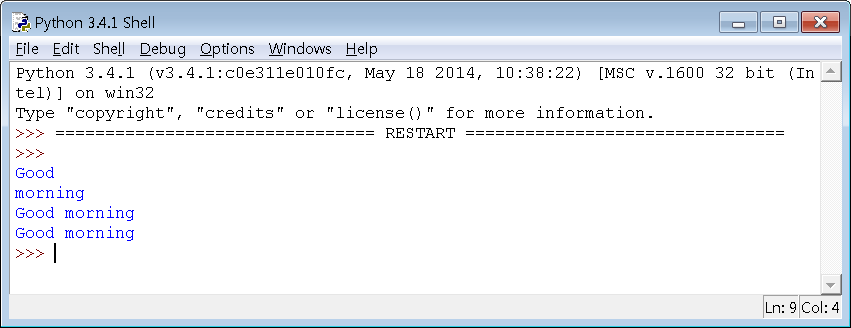 Python 3.4.1 Shell
File Edit Shell Debug Options Windows Help
Python 3.4.1 (v3.4.1:c0e311e010fc, May 18 2014, 10:38:22) [MSC v.1600 32 bit (In
tel)] on win32
Type "copyright", "credits" or "license()" for more information.
>>> ================================ RESTART ================================
>>>
Good
morning
Good morning
Good morning
>>>
Ln: 9 Col: 4